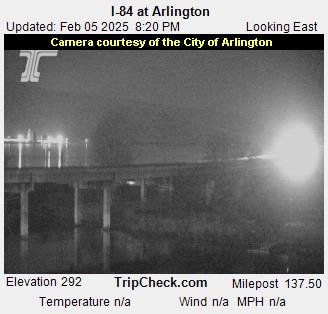 I-84 at Arlington
Updated: Feb 05 2025 8:20 PM Looking East
Camera courtesy of the City of Arlington
Elevation 292 TripCheck.com Milepost 137.50
Temperature n/a Wind n/a MPH n/a